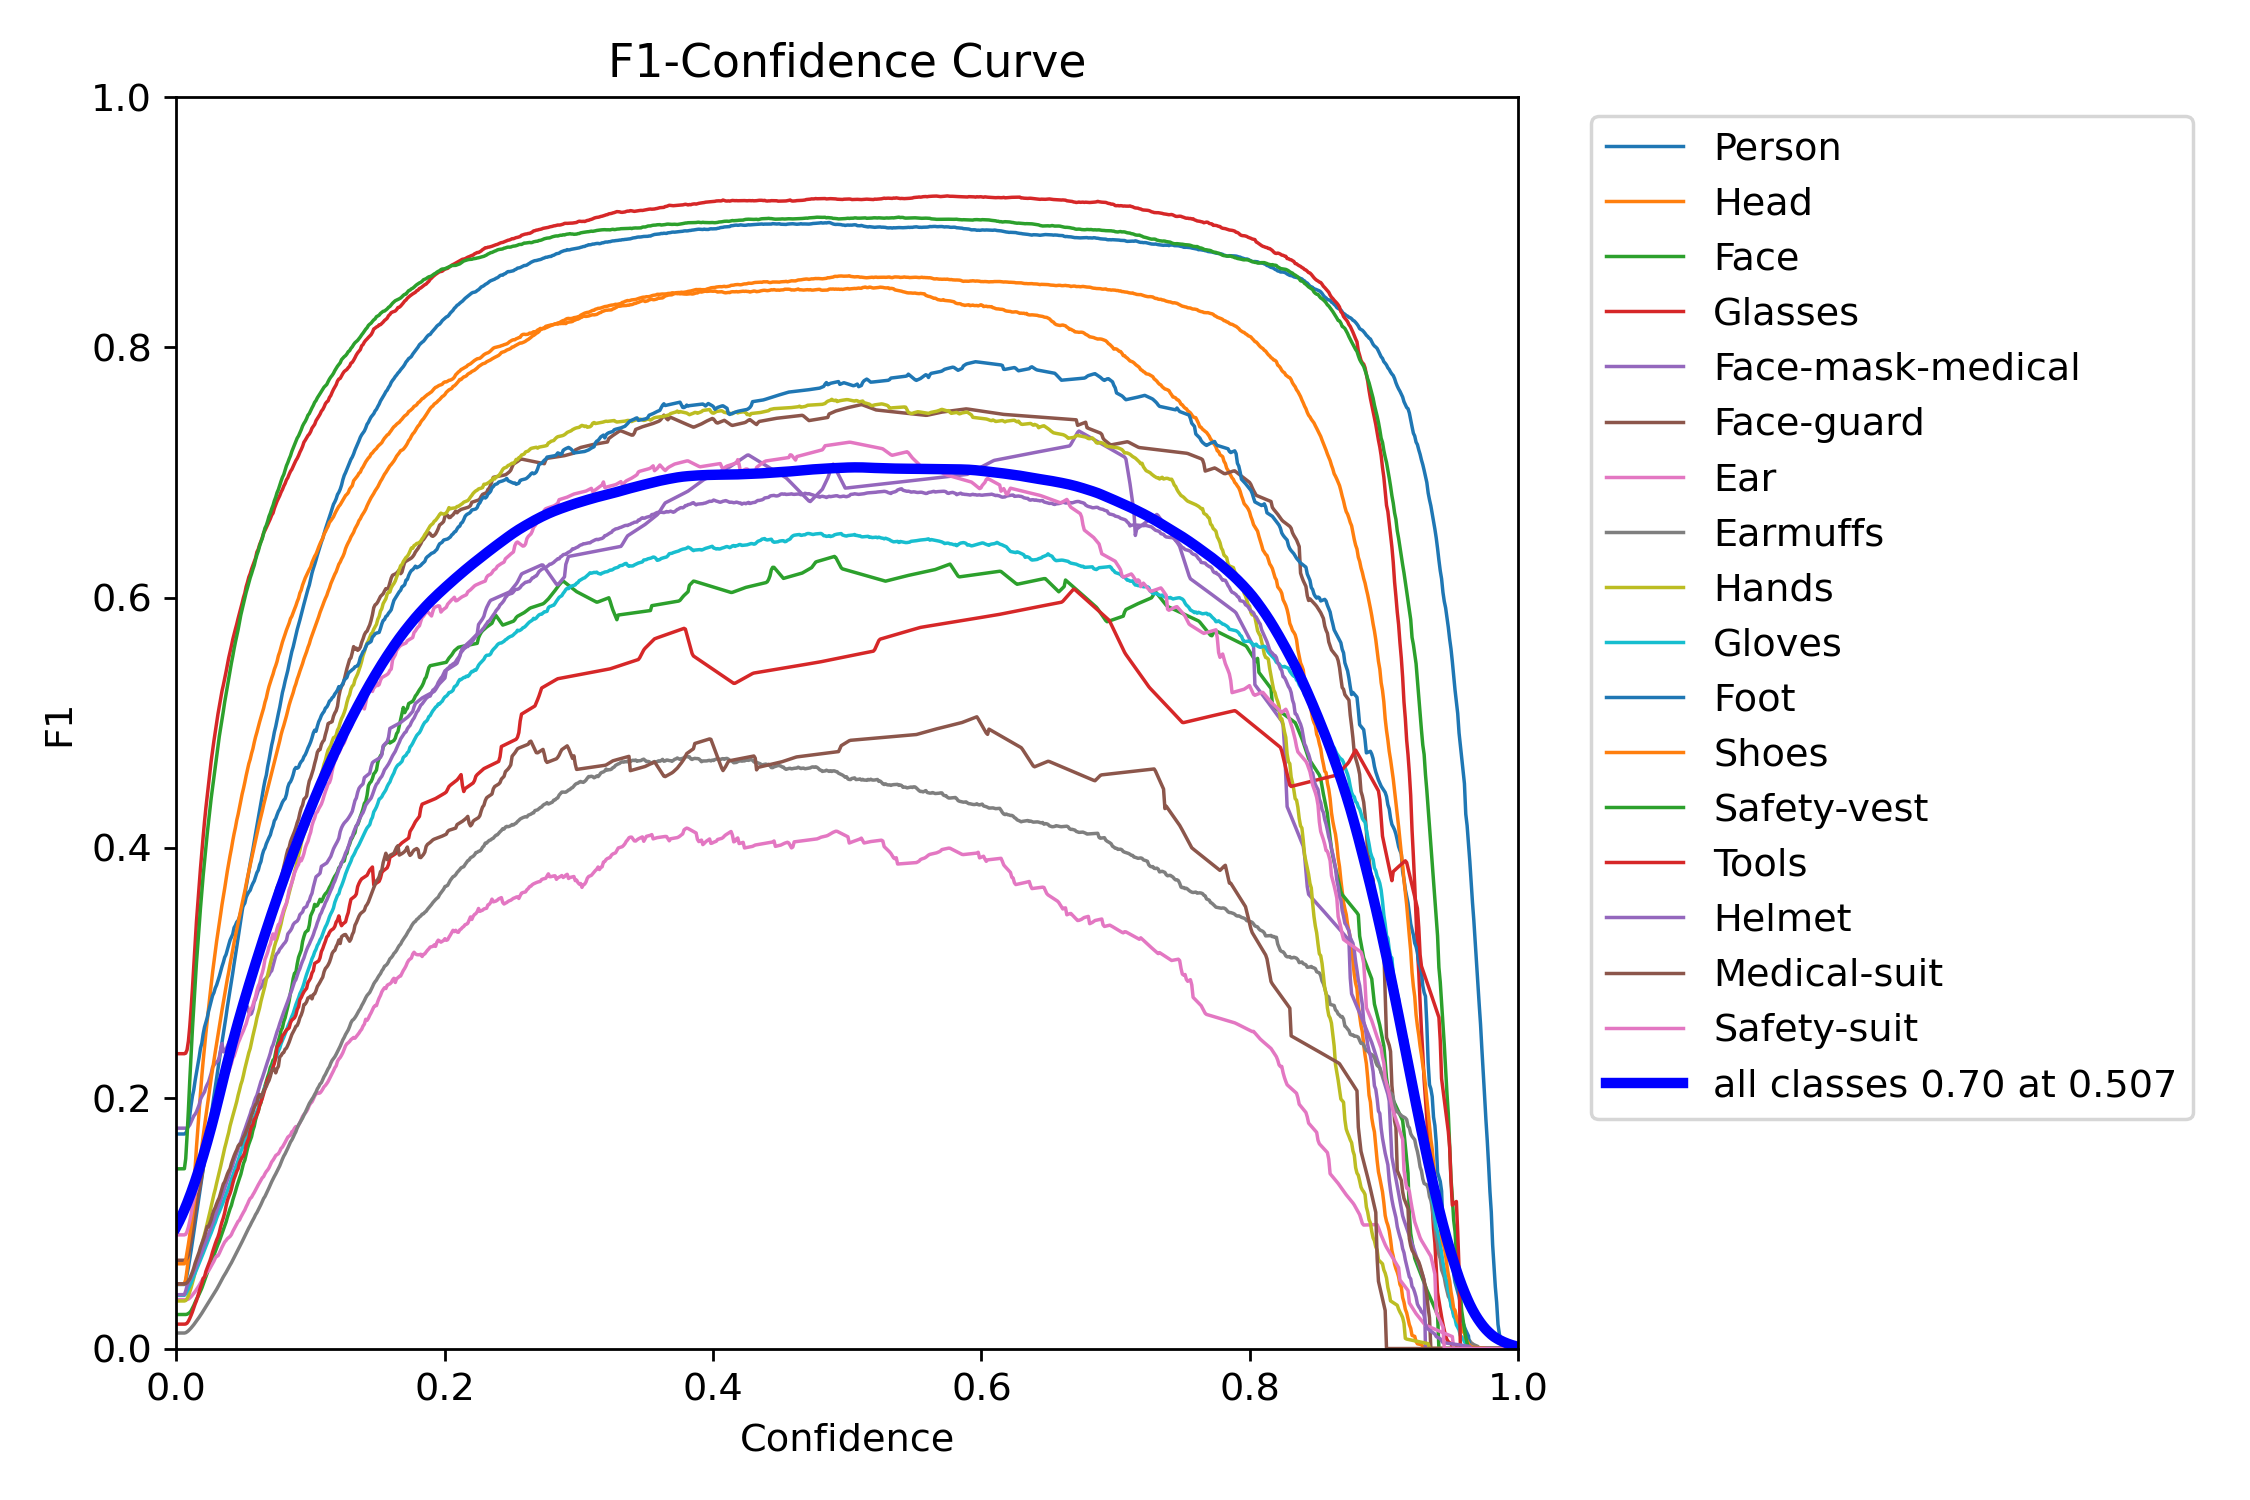 F1-Confidence Curve
1.0
0.8
0.6
0.4
0.2
0.0
F1
0.0 0.2 0.4 0.6 0.8 1.0
Confidence
Person
Head
Face
Glasses
Face-mask-medical
Face-guard
Ear
Earmuffs
Hands
Gloves
Foot
Shoes
Safety-vest
Tools
Helmet
Medical-suit
Safety-suit
all classes 0.70 at 0.507